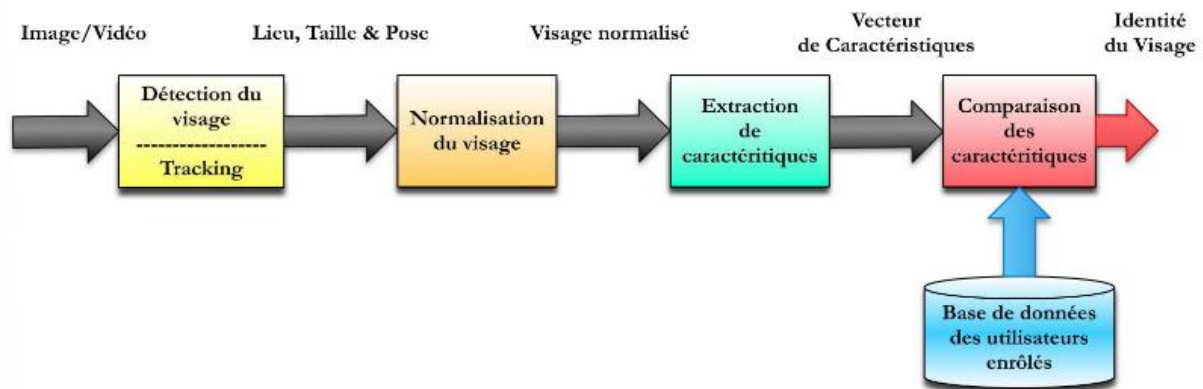 Image/Vidéo
Lieu, Taille & Pose
Visage normalisé
Vecteur
de Caractéristiques
Identité
du Visage
Détection du
visage
------------------
Tracking
Normalisation
du visage
Extraction
de
caractéritiques
Comparaison
des
caractéritiques
Base de données
des utilisateurs
enrôlés